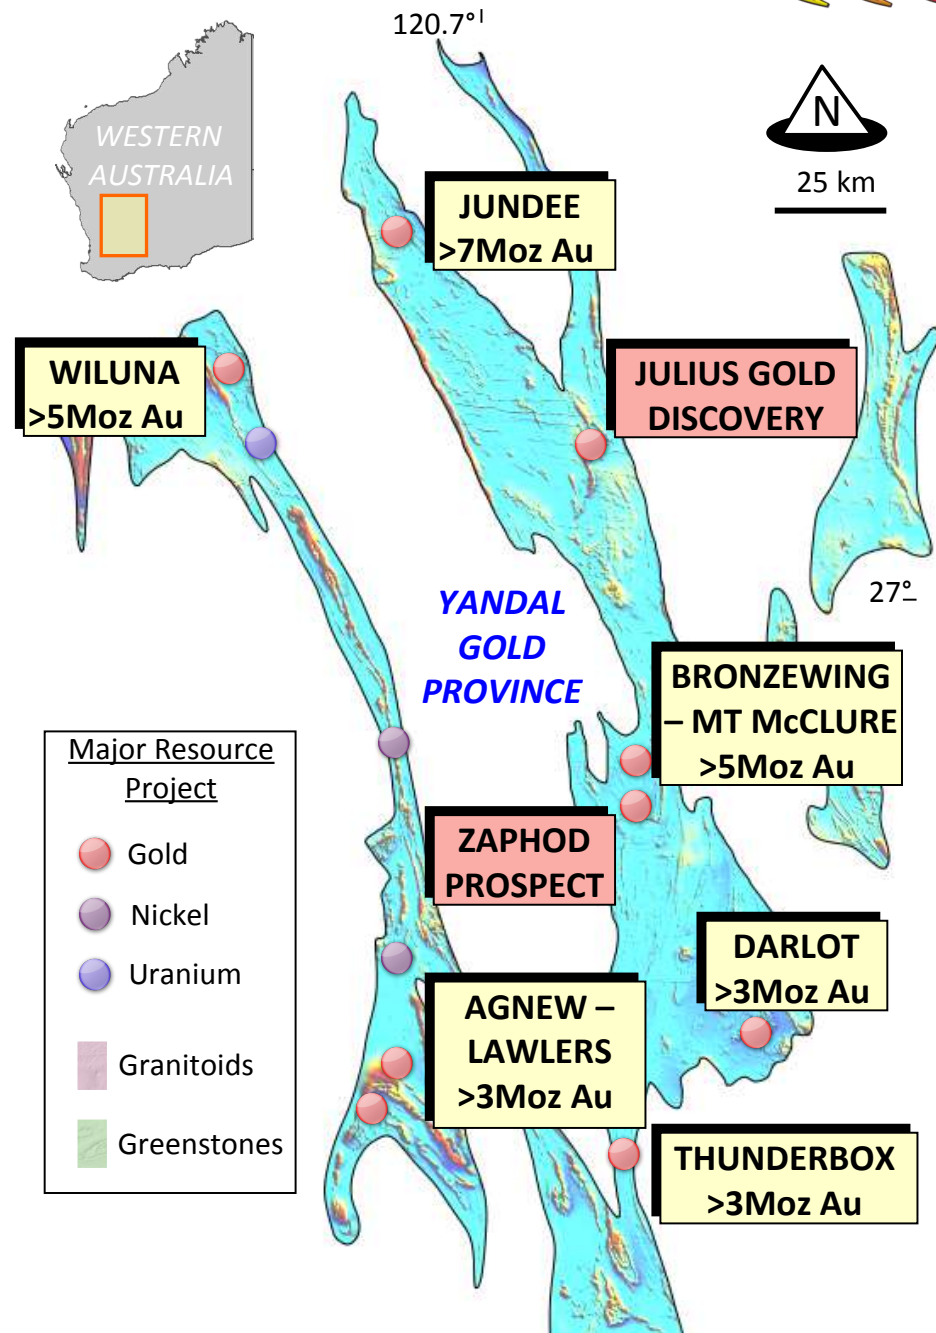 120.7°
WESTERN
AUSTRALIA
N
25 km
JUNDEE
>7Moz Au
WILUNA
>5Moz Au
JULIUS GOLD
DISCOVERY
27°
YANDAL
GOLD
PROVINCE
BRONZEWING
– MT McCLURE
>5Moz Au
Major Resource
Project
Gold
Nickel
Uranium
Granitoids
Greenstones
ZAPHOD
PROSPECT
DARLOT
>3Moz Au
AGNEW –
LAWLERS
>3Moz Au
THUNDERBOX
>3Moz Au